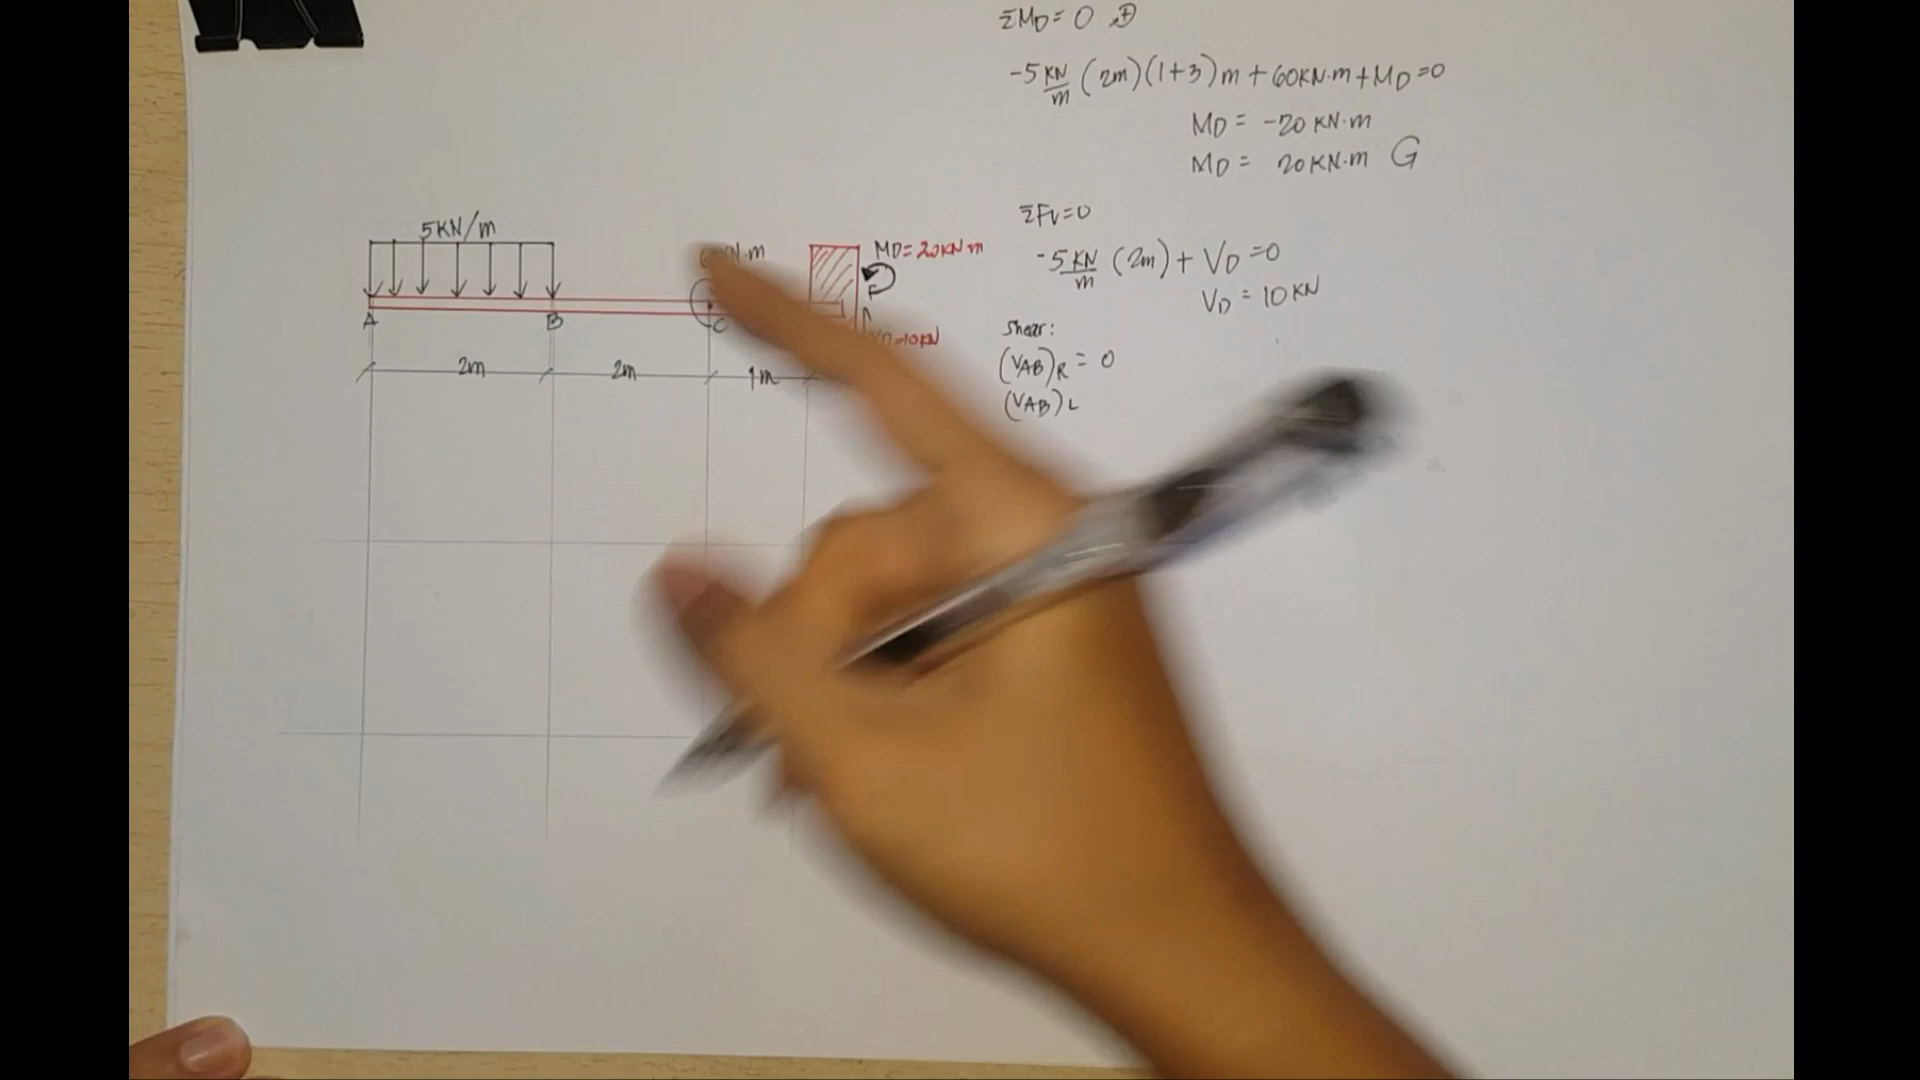 ΣMD = 0
-5 KN/m (2m)(1+3)m + 60KN·m + MD = 0
MD = -20 KN·m
MD = 20KN·m
ΣFV = 0
-5 KN/m (2m) + VD = 0
VD = 10 KN
Shear:
(VAB)R = 0
(VAB)L
5KN/m
MD = 20KN·m
A
B
C
2m
2m
1m